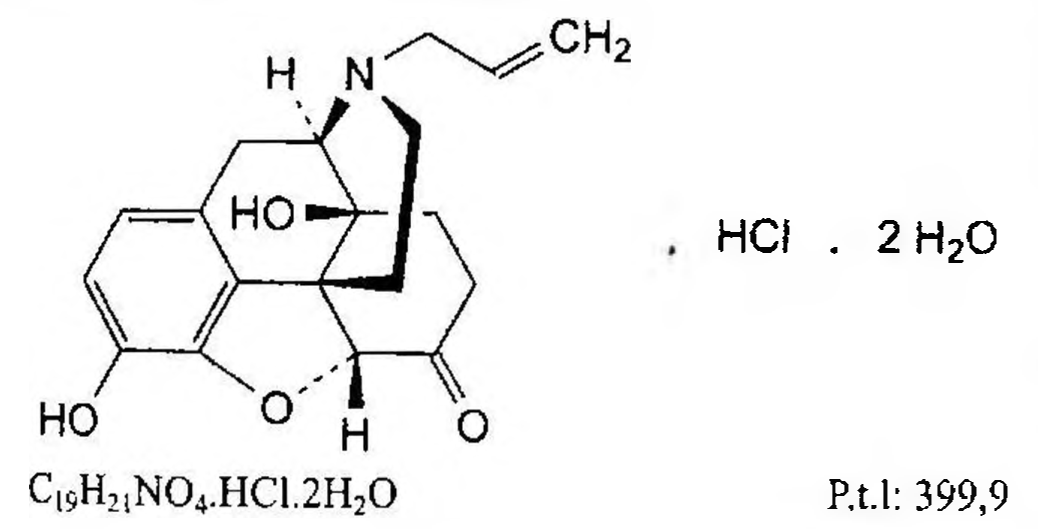 H N CH₂
HO . HCl . 2 H₂O
HO O H O
C₁₉H₂₁NO₄.HCl.2H₂O P.t.l: 399,9